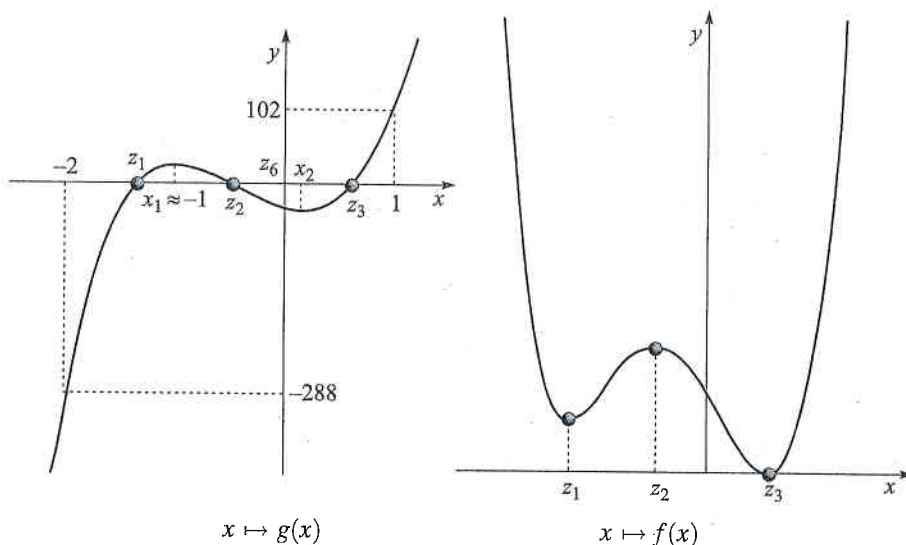 y
102
−2
z₁
z₆
x₂
x₁ ≈ −1
z₂
z₃
1
x
−288
x ↦ g(x)
y
z₁
z₂
z₃
x
x ↦ f(x)